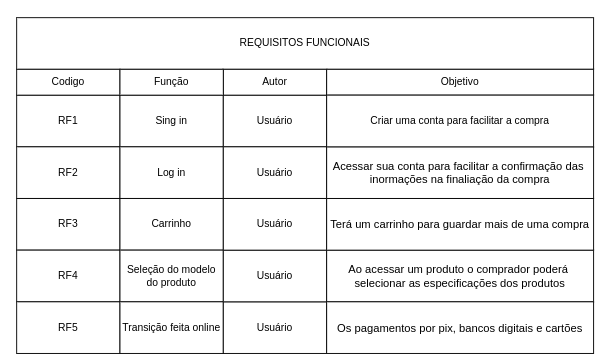 REQUISITOS FUNCIONAIS
Codigo Função Autor Objetivo
RF1 Sing in Usuário Criar uma conta para facilitar a compra
RF2 Log in Usuário Acessar sua conta para facilitar a confirmação das
inormações na finaliação da compra
RF3 Carrinho Usuário Terá um carrinho para guardar mais de uma compra
RF4 Seleção do modelo
do produto Usuário Ao acessar um produto o comprador poderá
selecionar as especificações dos produtos
RF5 Transição feita online Usuário Os pagamentos por pix, bancos digitais e cartões